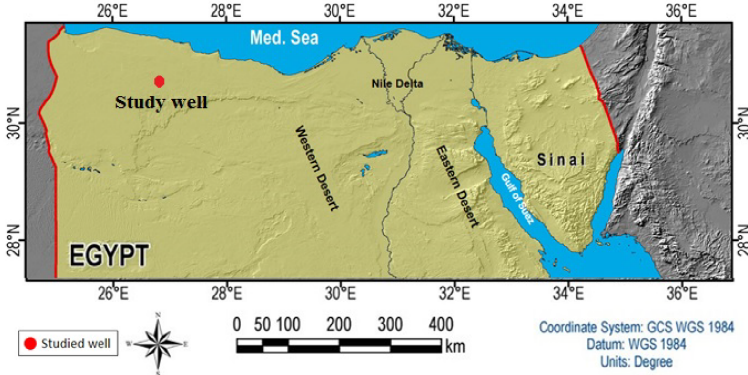 26°E 28°E 30°E 32°E 34°E 36°E
Med. Sea
Nile Delta
Study well
30°N
30°N
Western Desert
Eastern Desert
Sinai
Gulf of Suez
28°N
28°N
EGYPT
26°E 28°E 30°E 32°E 34°E 36°E
Studied well
N
W E
S
0 50 100 200 300 400
km
Coordinate System: GCS WGS 1984
Datum: WGS 1984
Units: Degree